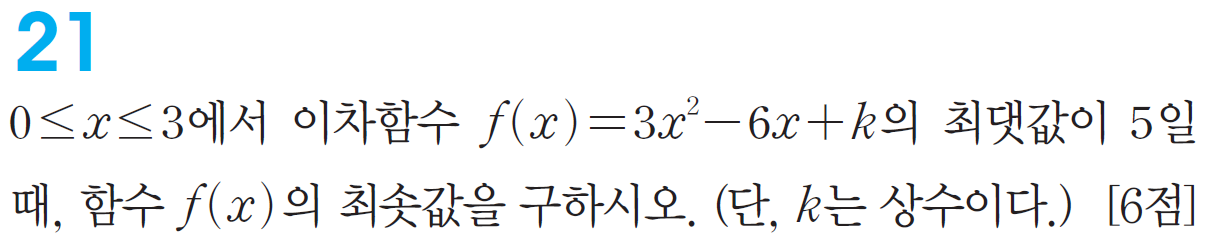 21
0≤x≤3에서 이차함수 f(x)=3x²-6x+k의 최댓값이 5일
때, 함수 f(x)의 최솟값을 구하시오. (단, k는 상수이다.) [6점]